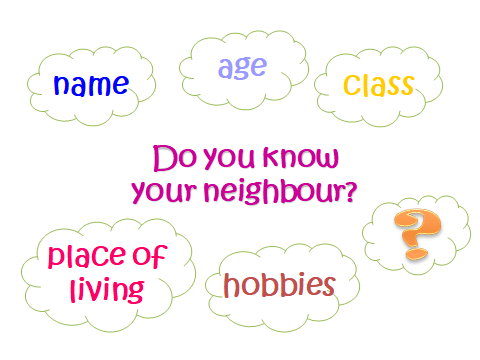 name
age
class
Do you know
your neighbour?
?
place of
living
hobbies